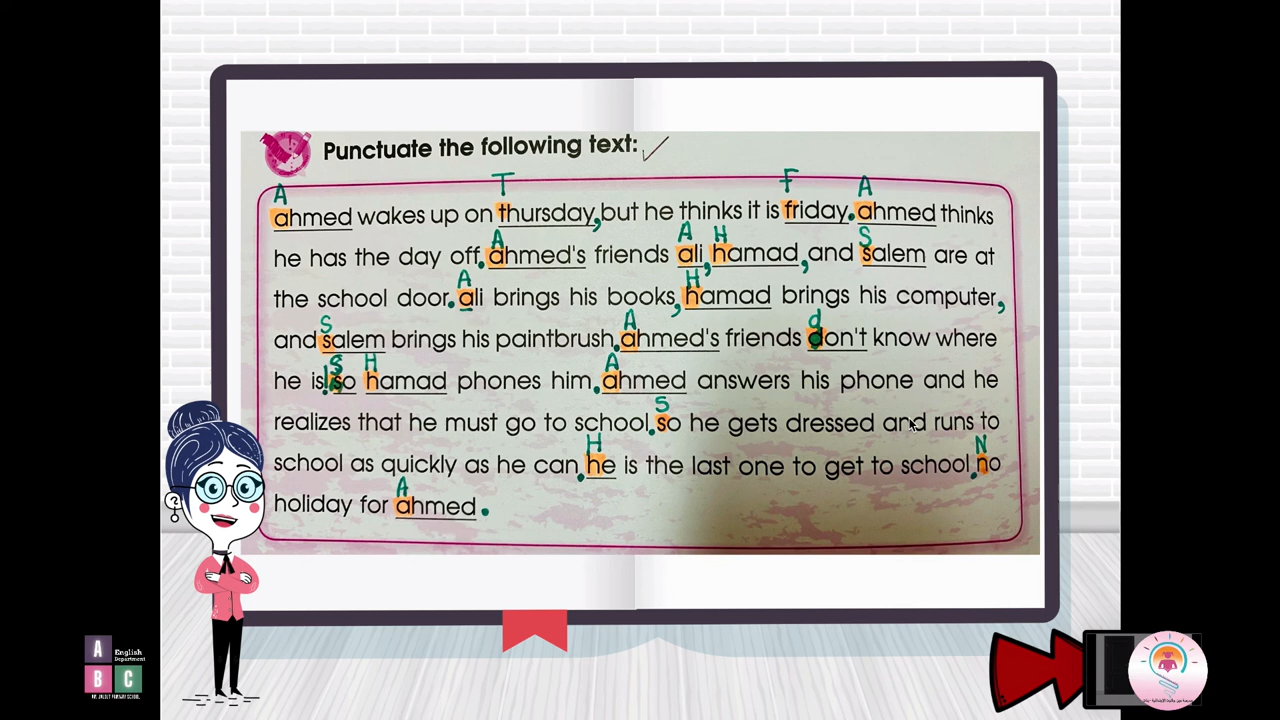 Punctuate the following text:
A T F A
ahmed wakes up on thursday, but he thinks it is friday. ahmed thinks
A A H S
he has the day off. ahmed's friends ali, hamad, and salem are at
A H
the school door. ali brings his books, hamad brings his computer,
S A d
and salem brings his paintbrush. ahmed's friends don't know where
S H A
he is! so hamad phones him. ahmed answers his phone and he
S
realizes that he must go to school. so he gets dressed and runs to
H N
school as quickly as he can. he is the last one to get to school. no
A
holiday for ahmed.
A English
Department
B C